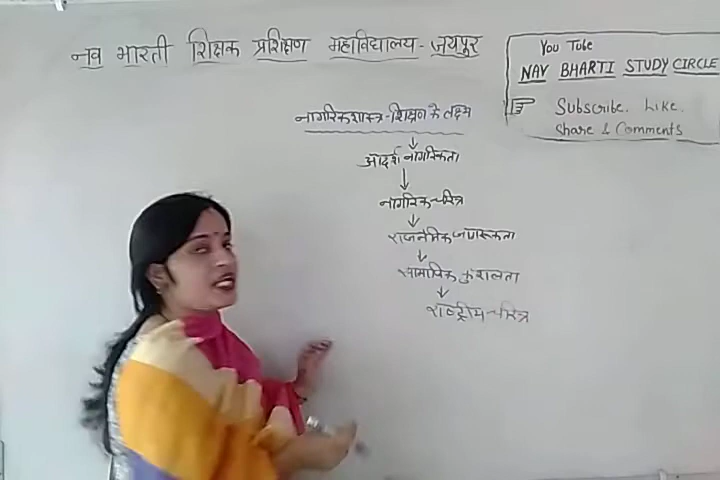 नव भारती शिक्षक प्रशिक्षण महाविद्यालय - जयपुर
You Tube
NAV BHARTI STUDY CIRCLE
Subscribe. Like.
Share & Comments
नागरिकशास्त्र-शिक्षण के लक्ष्य
आदर्श नागरिकता
नागरिक-चरित्र
राजनैतिक जागरूकता
सामाजिक कुशलता
राष्ट्रीय-चरित्र